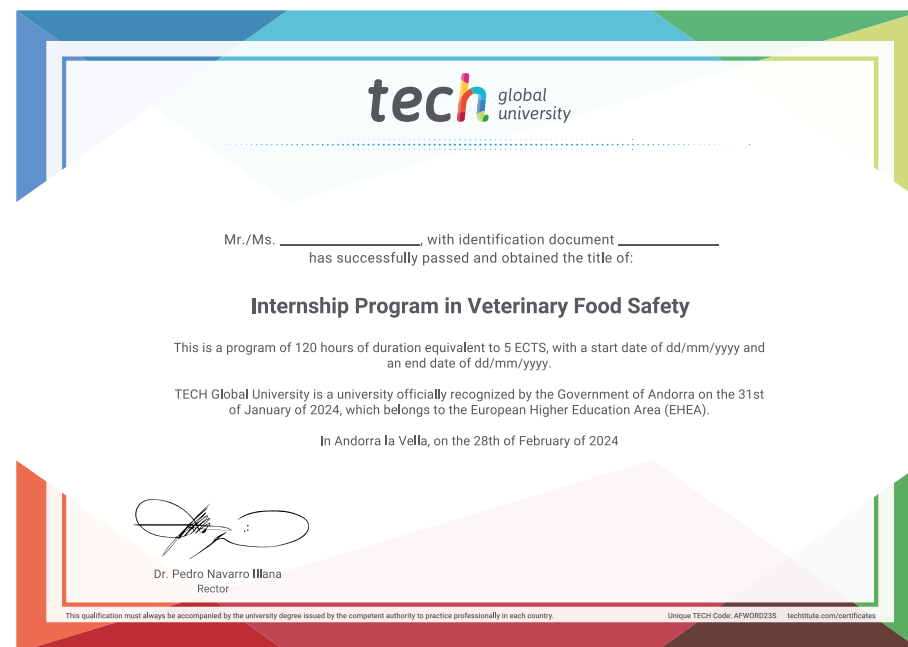 tech global
university
Mr./Ms. ____________________, with identification document ______________
has successfully passed and obtained the title of:
Internship Program in Veterinary Food Safety
This is a program of 120 hours of duration equivalent to 5 ECTS, with a start date of dd/mm/yyyy and
an end date of dd/mm/yyyy.
TECH Global University is a university officially recognized by the Government of Andorra on the 31st
of January of 2024, which belongs to the European Higher Education Area (EHEA).
In Andorra la Vella, on the 28th of February of 2024
Dr. Pedro Navarro Illana
Rector
This qualification must always be accompanied by the university degree issued by the competent authority to practice professionally in each country. Unique TECH Code: AFWORD23S techtitute.com/certificates